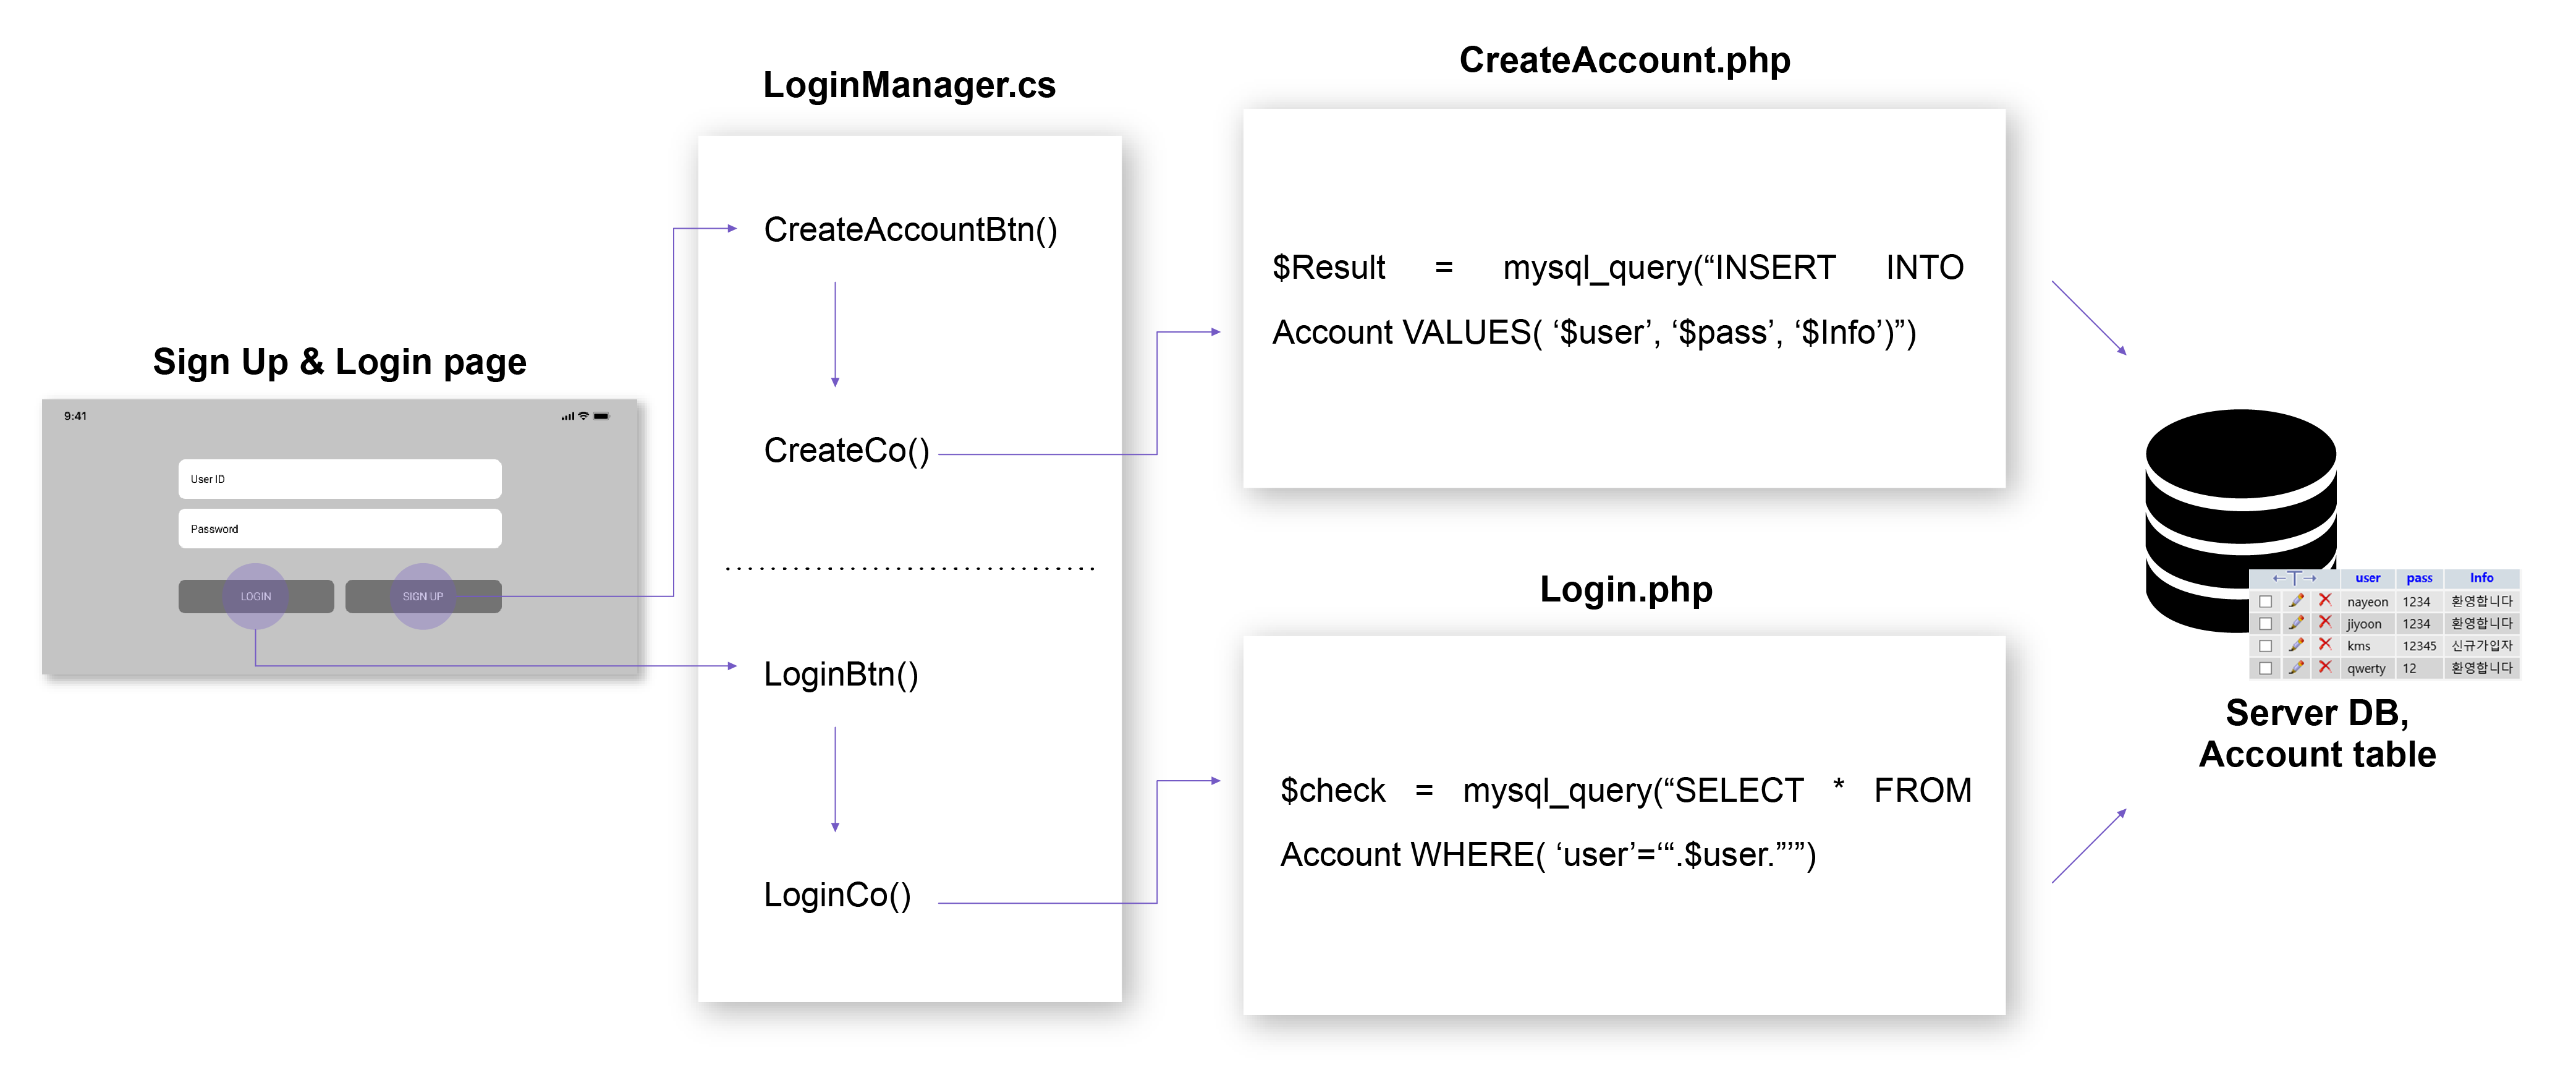 Sign Up & Login page
9:41
User ID
Password
LOGIN
SIGN UP
LoginManager.cs
CreateAccountBtn()
CreateCo()
LoginBtn()
LoginCo()
CreateAccount.php
$Result = mysql_query(“INSERT INTO
Account VALUES( ‘$user’, ‘$pass’, ‘$Info’)”)
Login.php
$check = mysql_query(“SELECT * FROM
Account WHERE( ‘user’=‘“.$user.”’”)
user pass Info
nayeon 1234 환영합니다
jiyoon 1234 환영합니다
kms 12345 신규가입자
qwerty 12 환영합니다
Server DB,
Account table